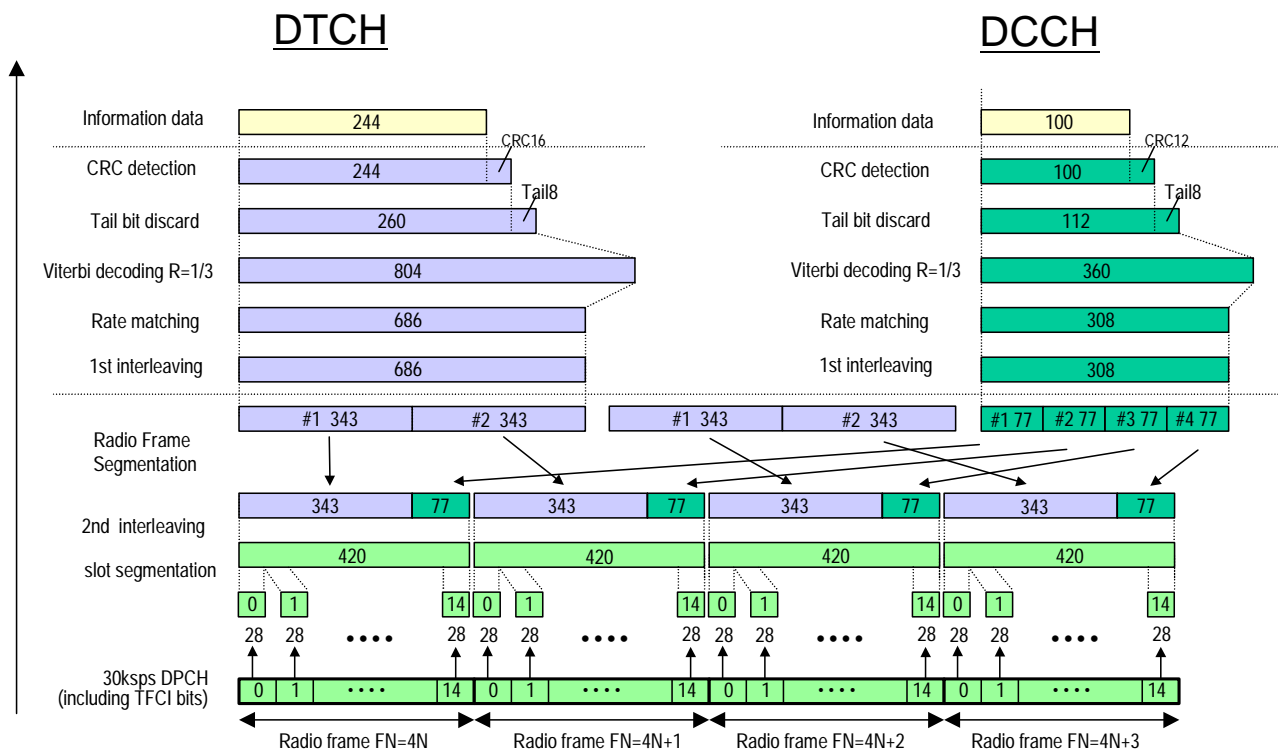 DTCH DCCH
Information data 244 Information data 100
CRC16 CRC12
CRC detection 244 CRC detection 100
Tail8 Tail8
Tail bit discard 260 Tail bit discard 112
Viterbi decoding R=1/3 804 Viterbi decoding R=1/3 360
Rate matching 686 Rate matching 308
1st interleaving 686 1st interleaving 308
#1 343 #2 343 #1 343 #2 343 #1 77 #2 77 #3 77 #4 77
Radio Frame
Segmentation
343 77 343 77 343 77 343 77
2nd interleaving
420 420 420 420
slot segmentation
0 1 14 0 1 14 0 1 14 0 1 14
28 28 •••• 28 28 28 •••• 28 28 28 •••• 28 28 28 •••• 28
30ksps DPCH
(including TFCI bits)
0 1 •••• 14 0 1 •••• 14 0 1 •••• 14 0 1 •••• 14
Radio frame FN=4N Radio frame FN=4N+1 Radio frame FN=4N+2 Radio frame FN=4N+3